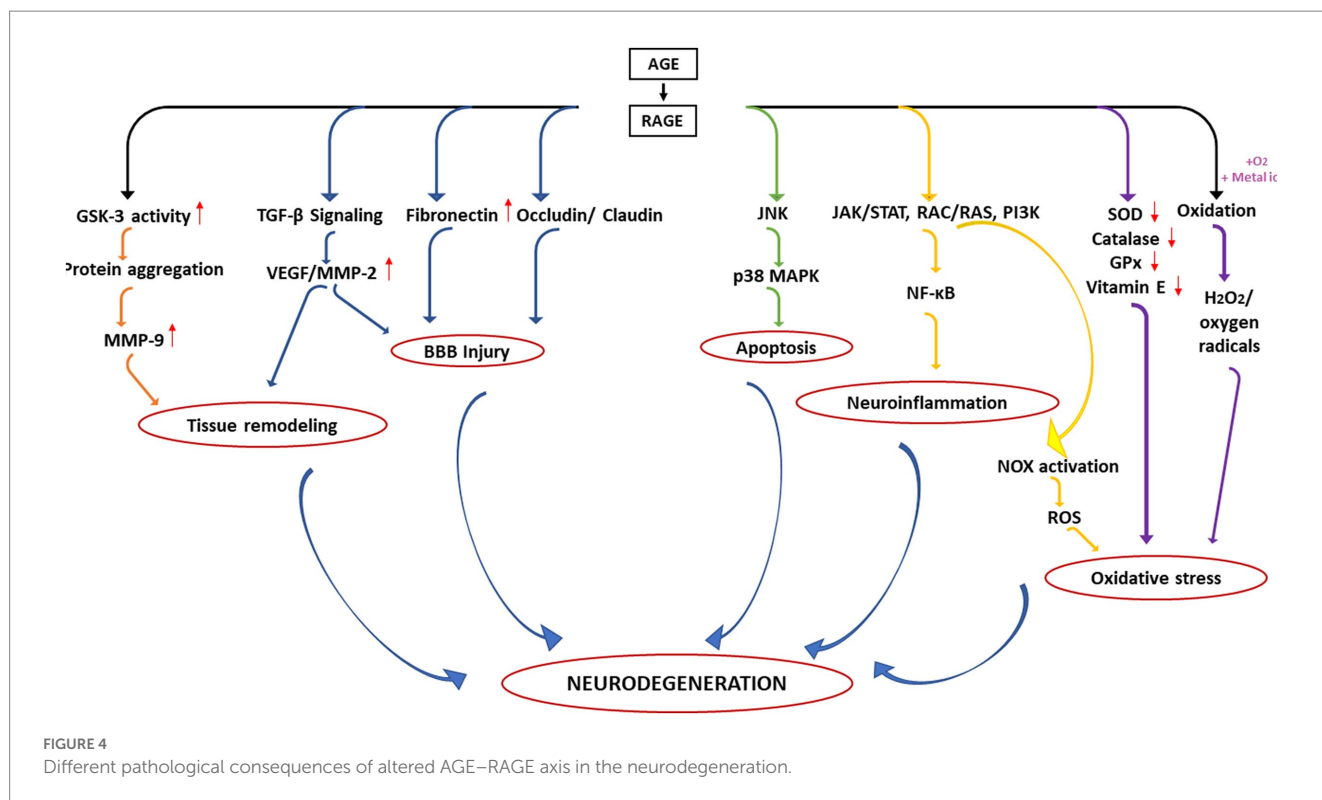 AGE
RAGE
+O2
+ Metal ic
GSK-3 activity
TGF-β Signaling
Fibronectin
Occludin/ Claudin
JNK
JAK/STAT, RAC/RAS, PI3K
SOD
Catalase
GPx
Vitamin E
Oxidation
Protein aggregation
VEGF/MMP-2
p38 MAPK
NF-κB
H2O2/
oxygen
radicals
MMP-9
BBB Injury
Apoptosis
Tissue remodeling
Neuroinflammation
NOX activation
ROS
Oxidative stress
NEURODEGENERATION
FIGURE 4
Different pathological consequences of altered AGE–RAGE axis in the neurodegeneration.